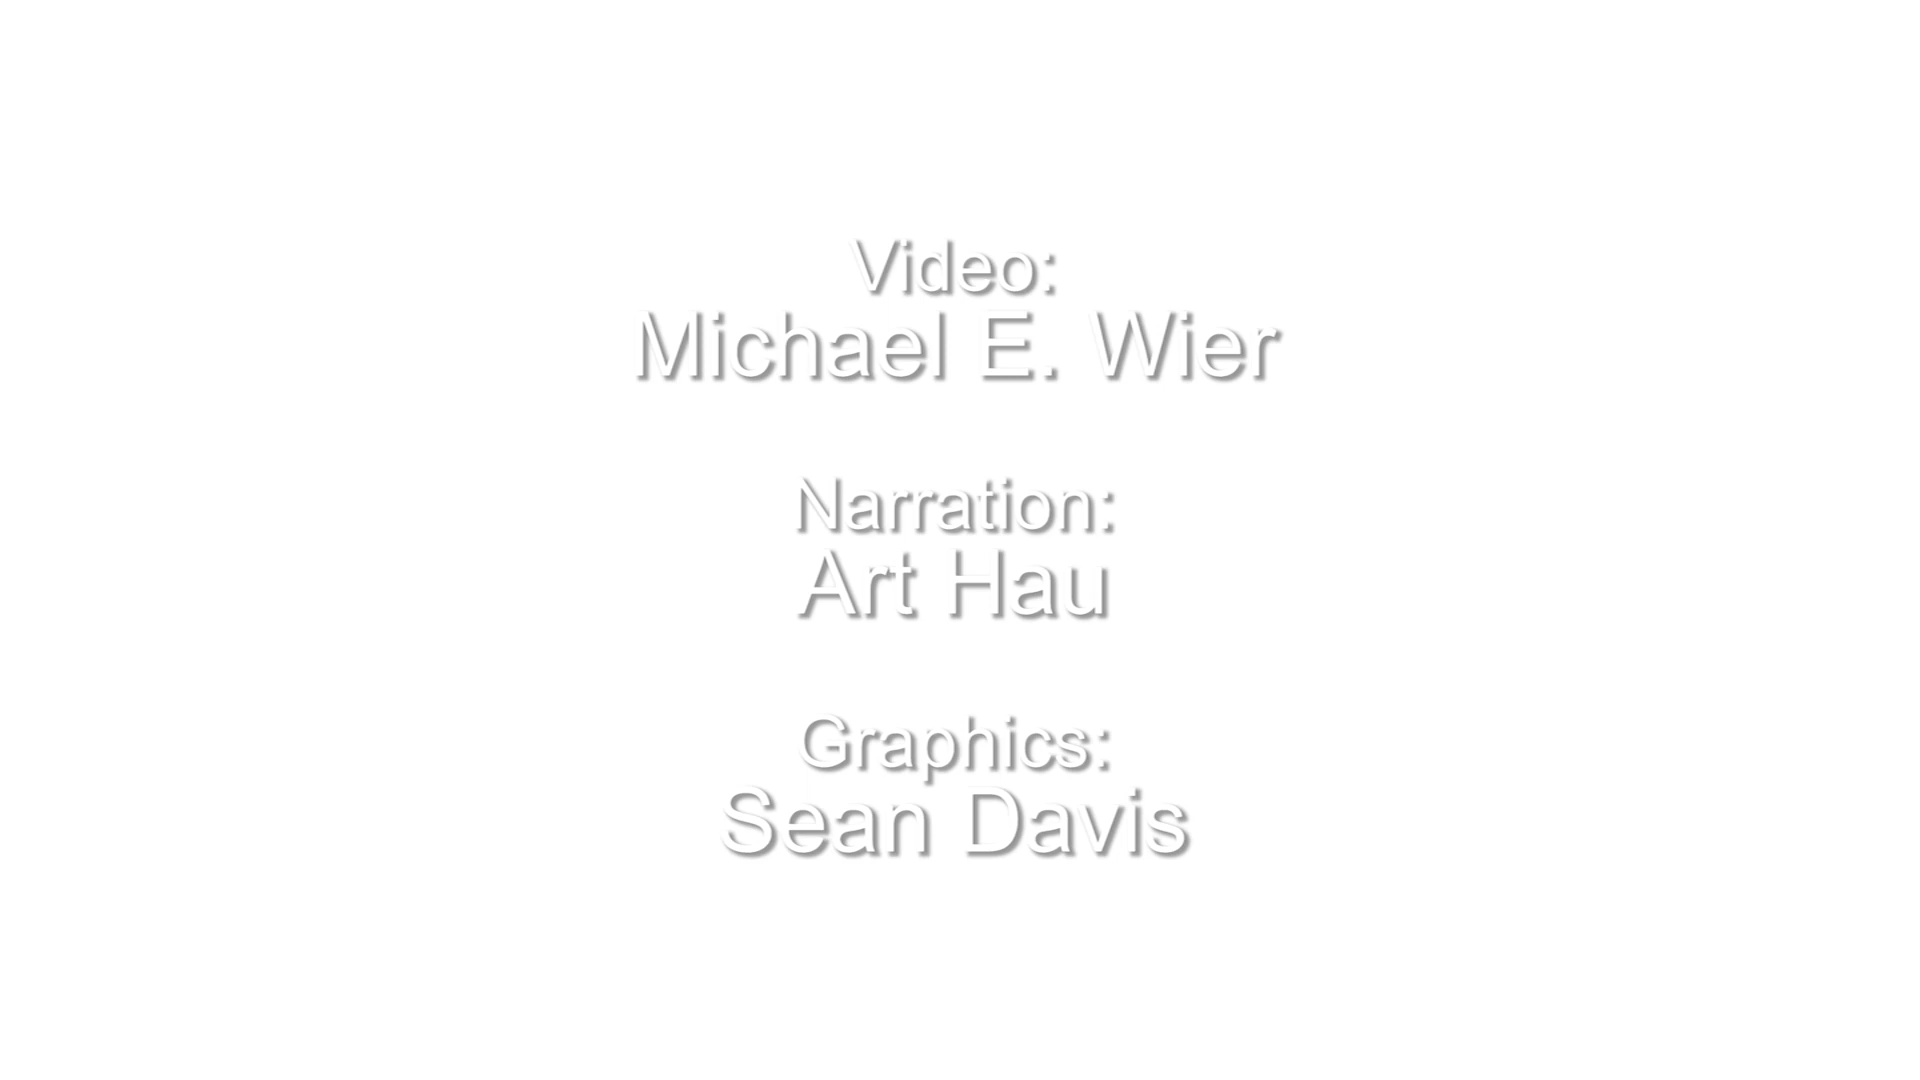 Video:
Michael E. Wier
Narration:
Art Hau
Graphics:
Sean Davis